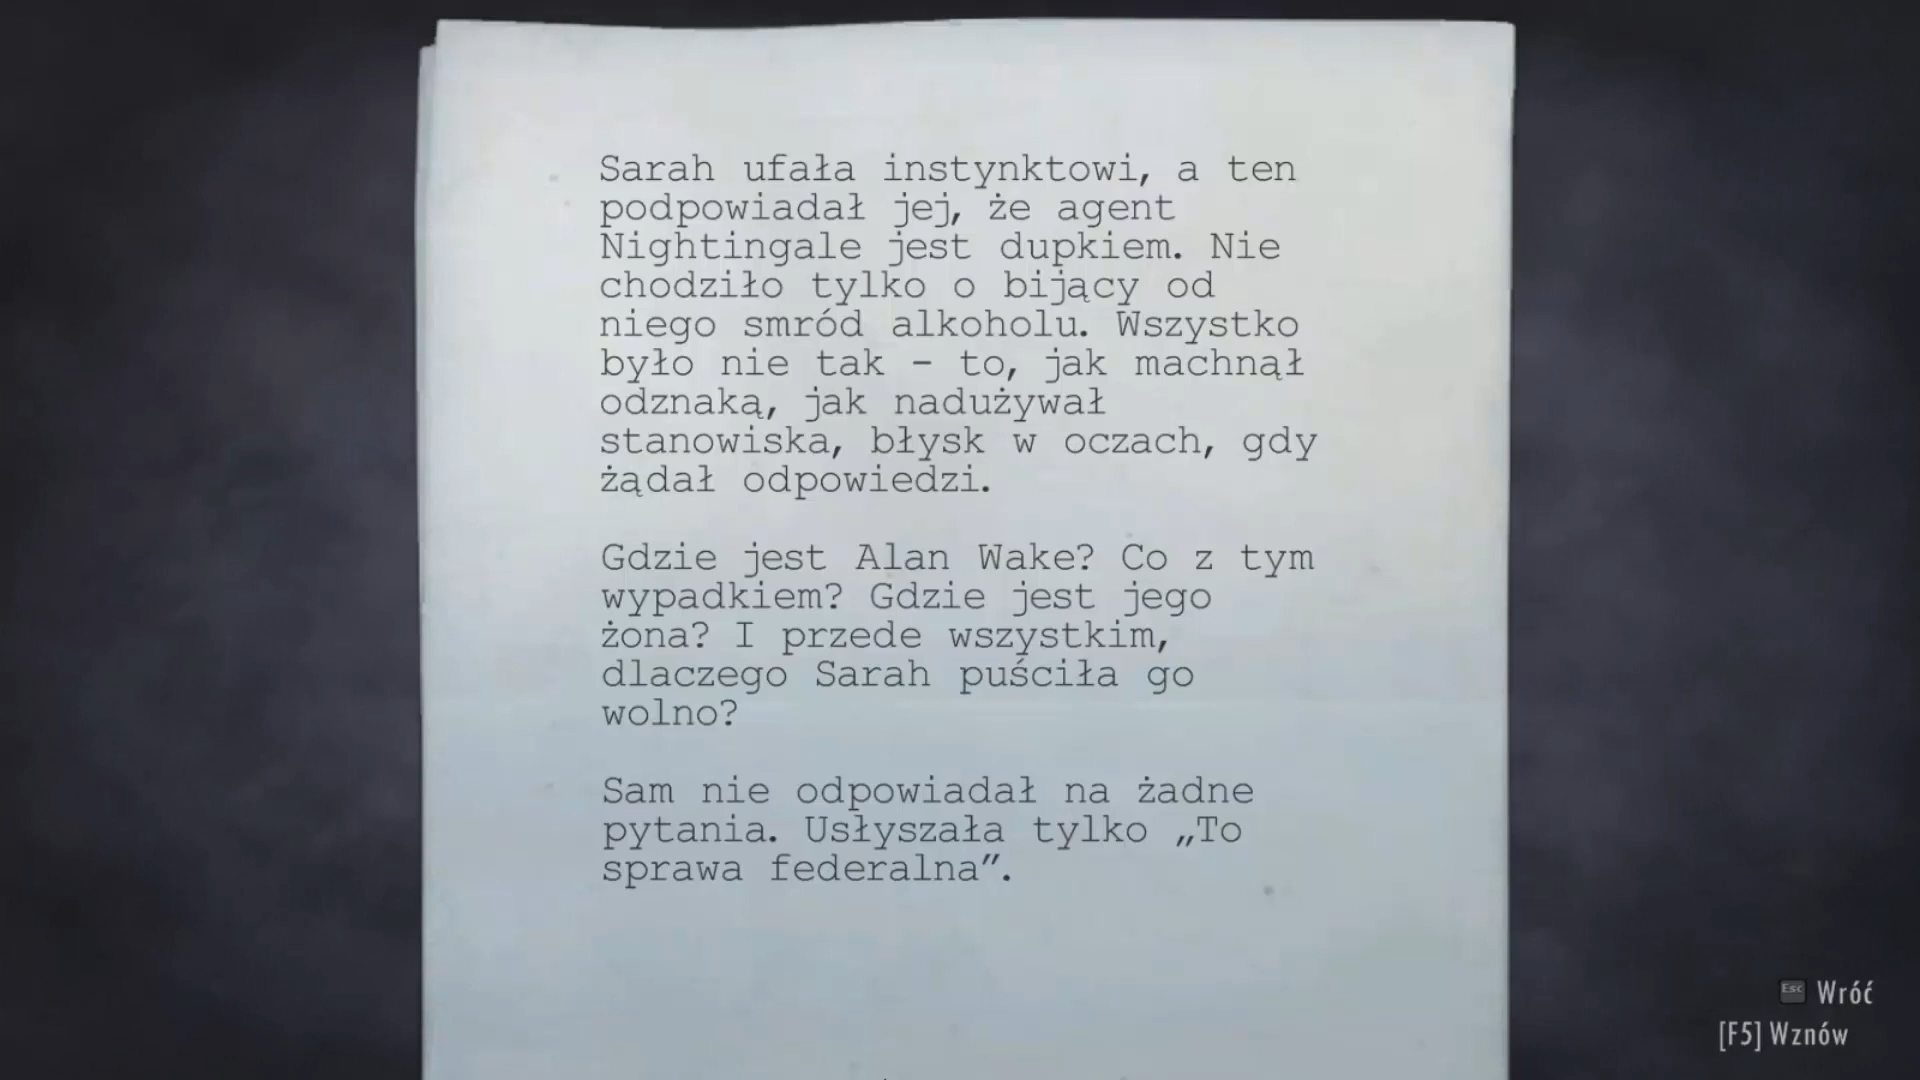 Sarah ufała instynktowi, a ten
podpowiadał jej, że agent
Nightingale jest dupkiem. Nie
chodziło tylko o bijący od
niego smród alkoholu. Wszystko
było nie tak - to, jak machnął
odznaką, jak nadużywał
stanowiska, błysk w oczach, gdy
żądał odpowiedzi.
Gdzie jest Alan Wake? Co z tym
wypadkiem? Gdzie jest jego
żona? I przede wszystkim,
dlaczego Sarah puściła go
wolno?
Sam nie odpowiadał na żadne
pytania. Usłyszała tylko „To
sprawa federalna”.
Esc Wróć
[F5] Wznów